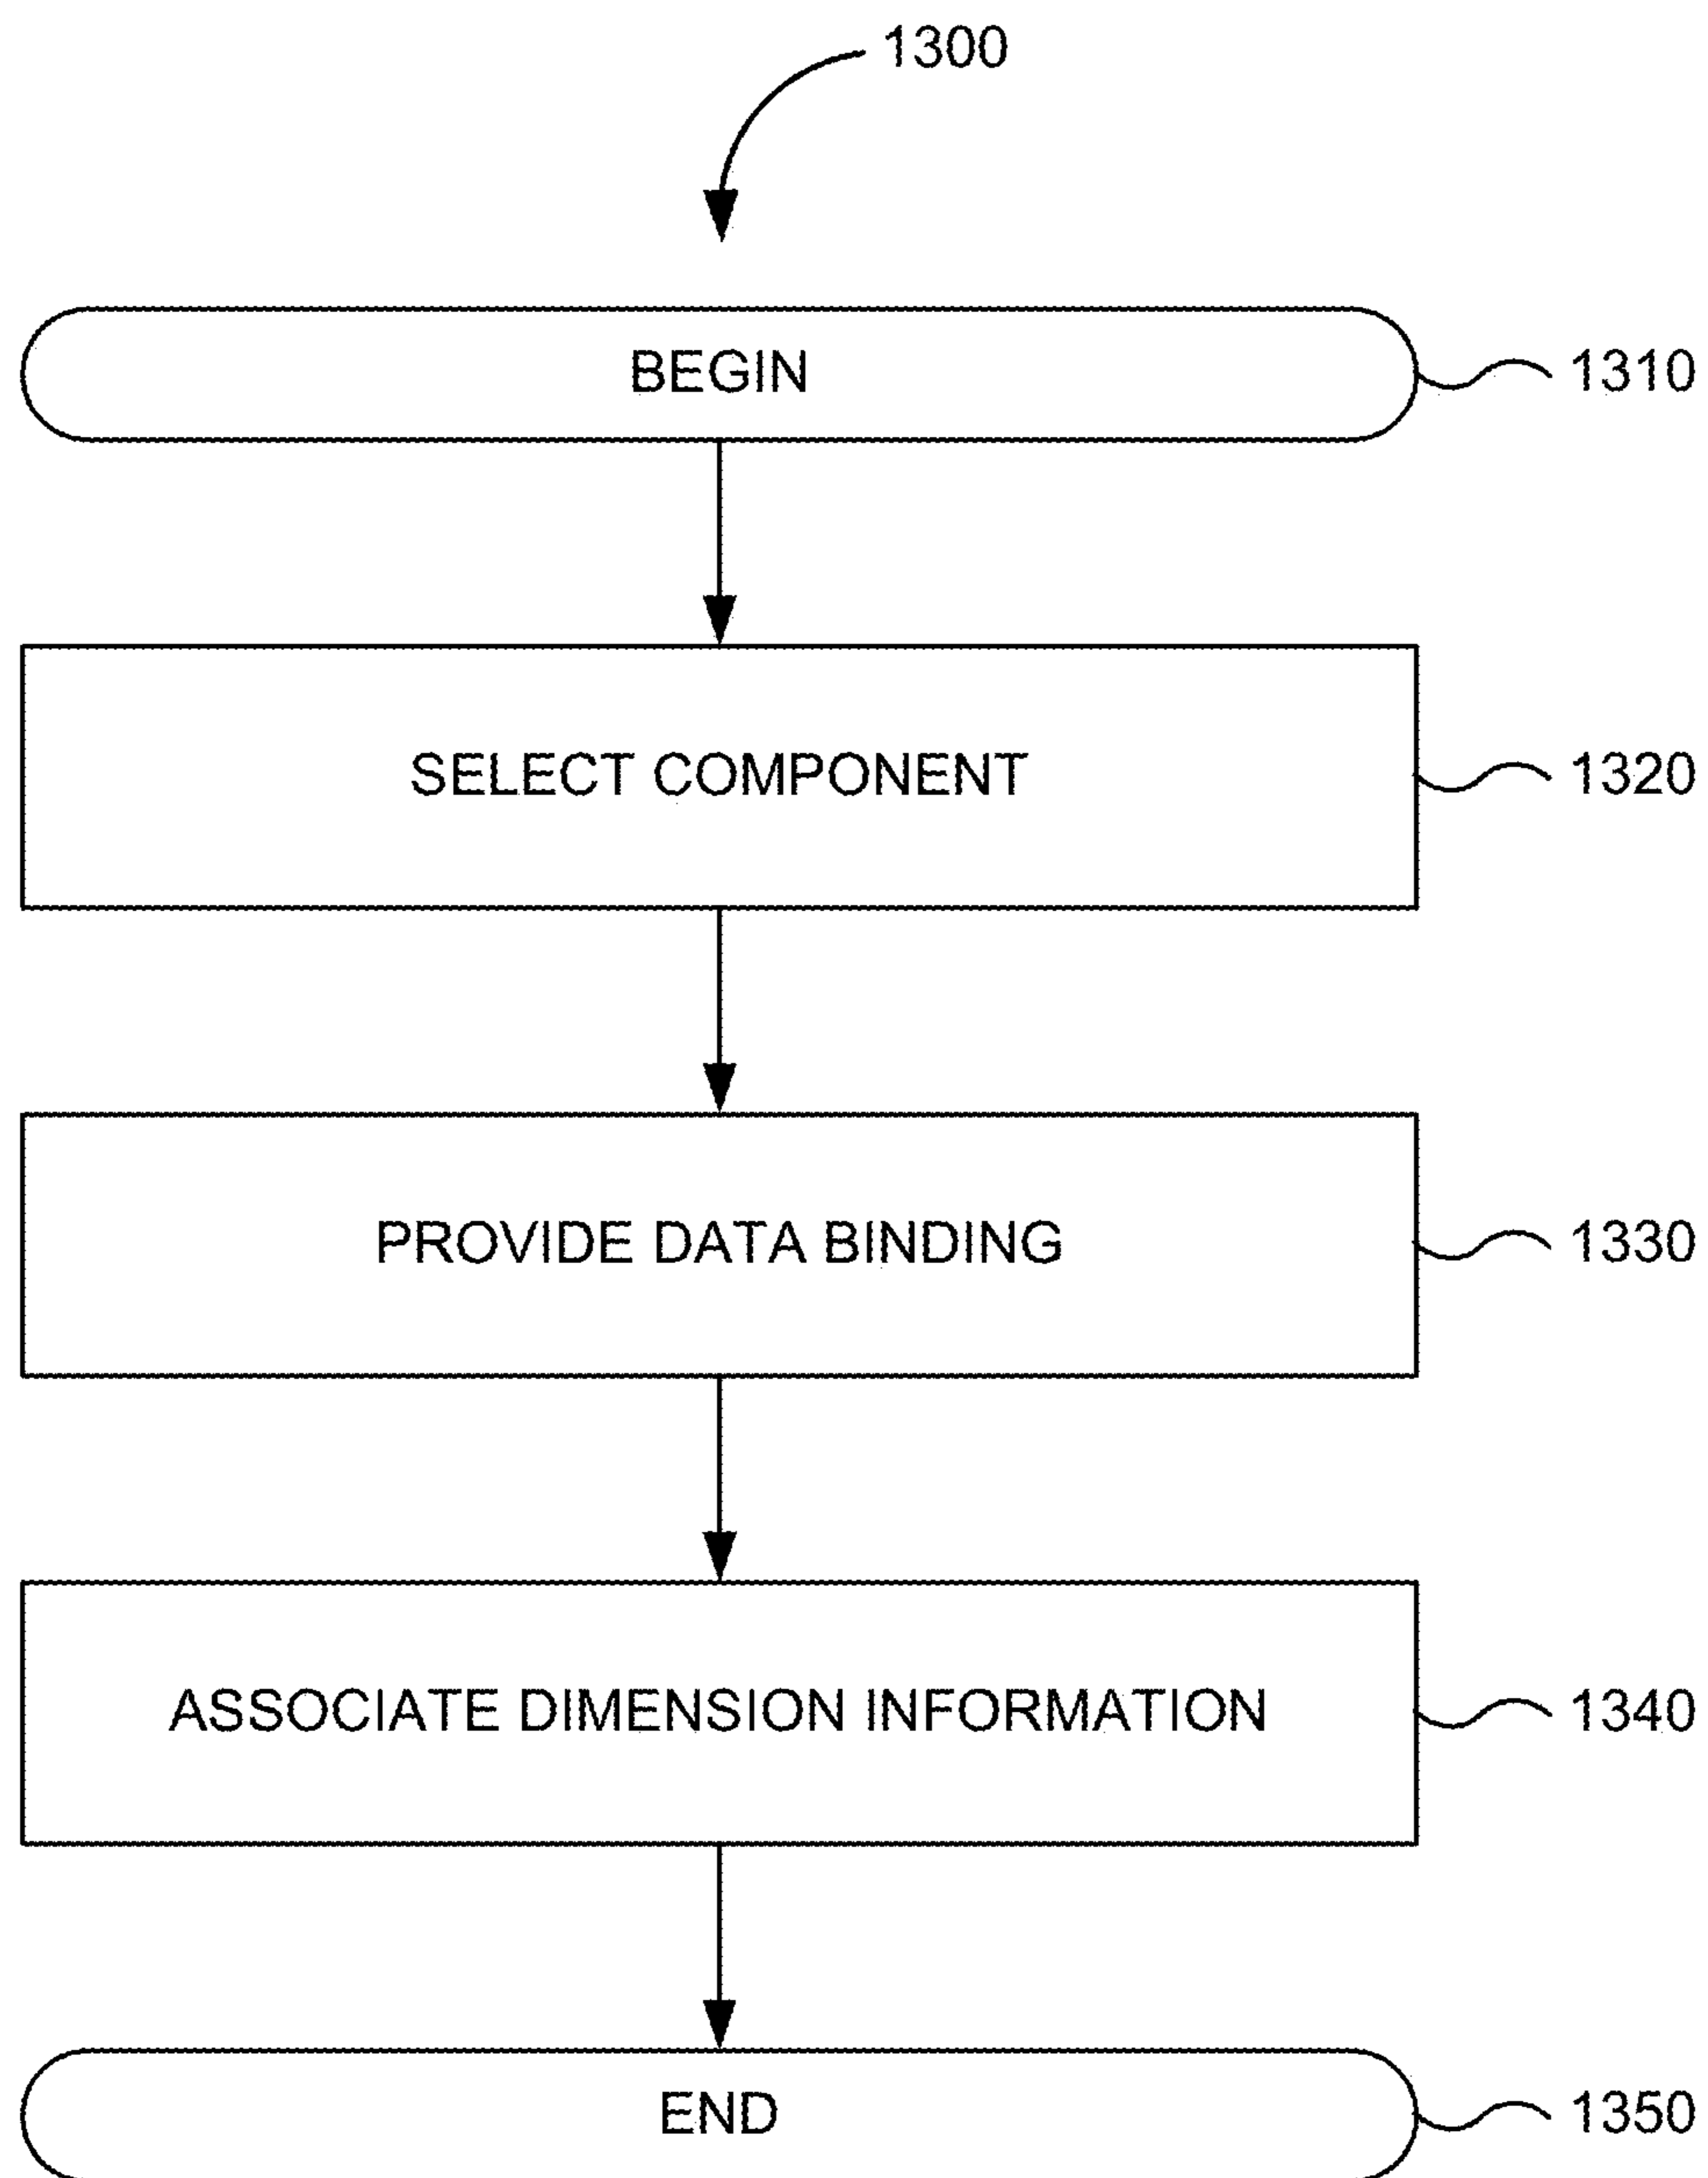 1300
BEGIN
1310
SELECT COMPONENT
1320
PROVIDE DATA BINDING
1330
ASSOCIATE DIMENSION INFORMATION
1340
END
1350